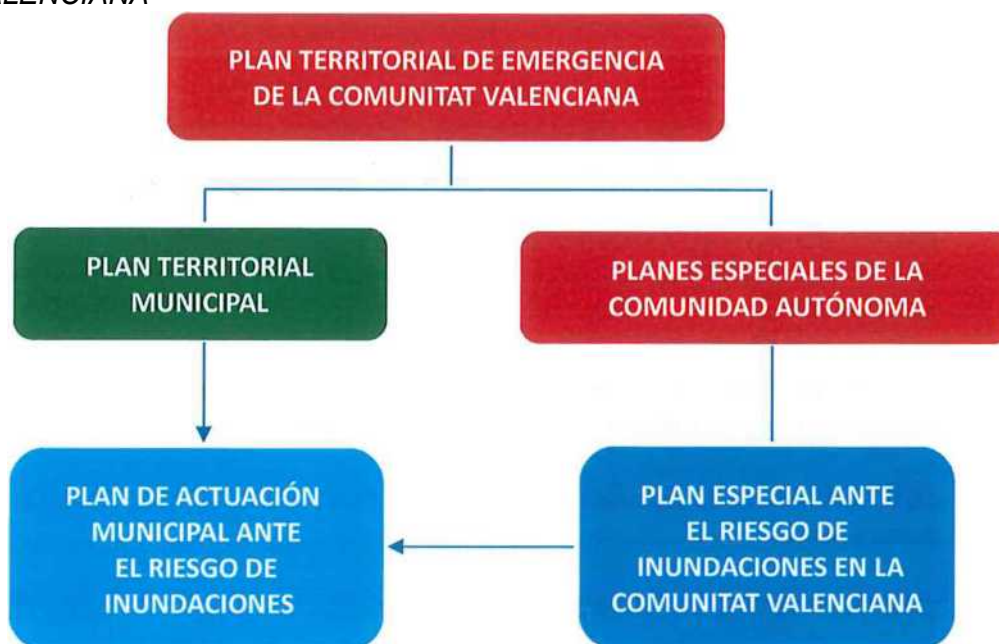 PLAN TERRITORIAL DE EMERGENCIA
DE LA COMUNITAT VALENCIANA
PLAN TERRITORIAL
MUNICIPAL
PLANES ESPECIALES DE LA
COMUNIDAD AUTÓNOMA
PLAN DE ACTUACIÓN
MUNICIPAL ANTE
EL RIESGO DE
INUNDACIONES
PLAN ESPECIAL ANTE
EL RIESGO DE
INUNDACIONES EN LA
COMUNITAT VALENCIANA